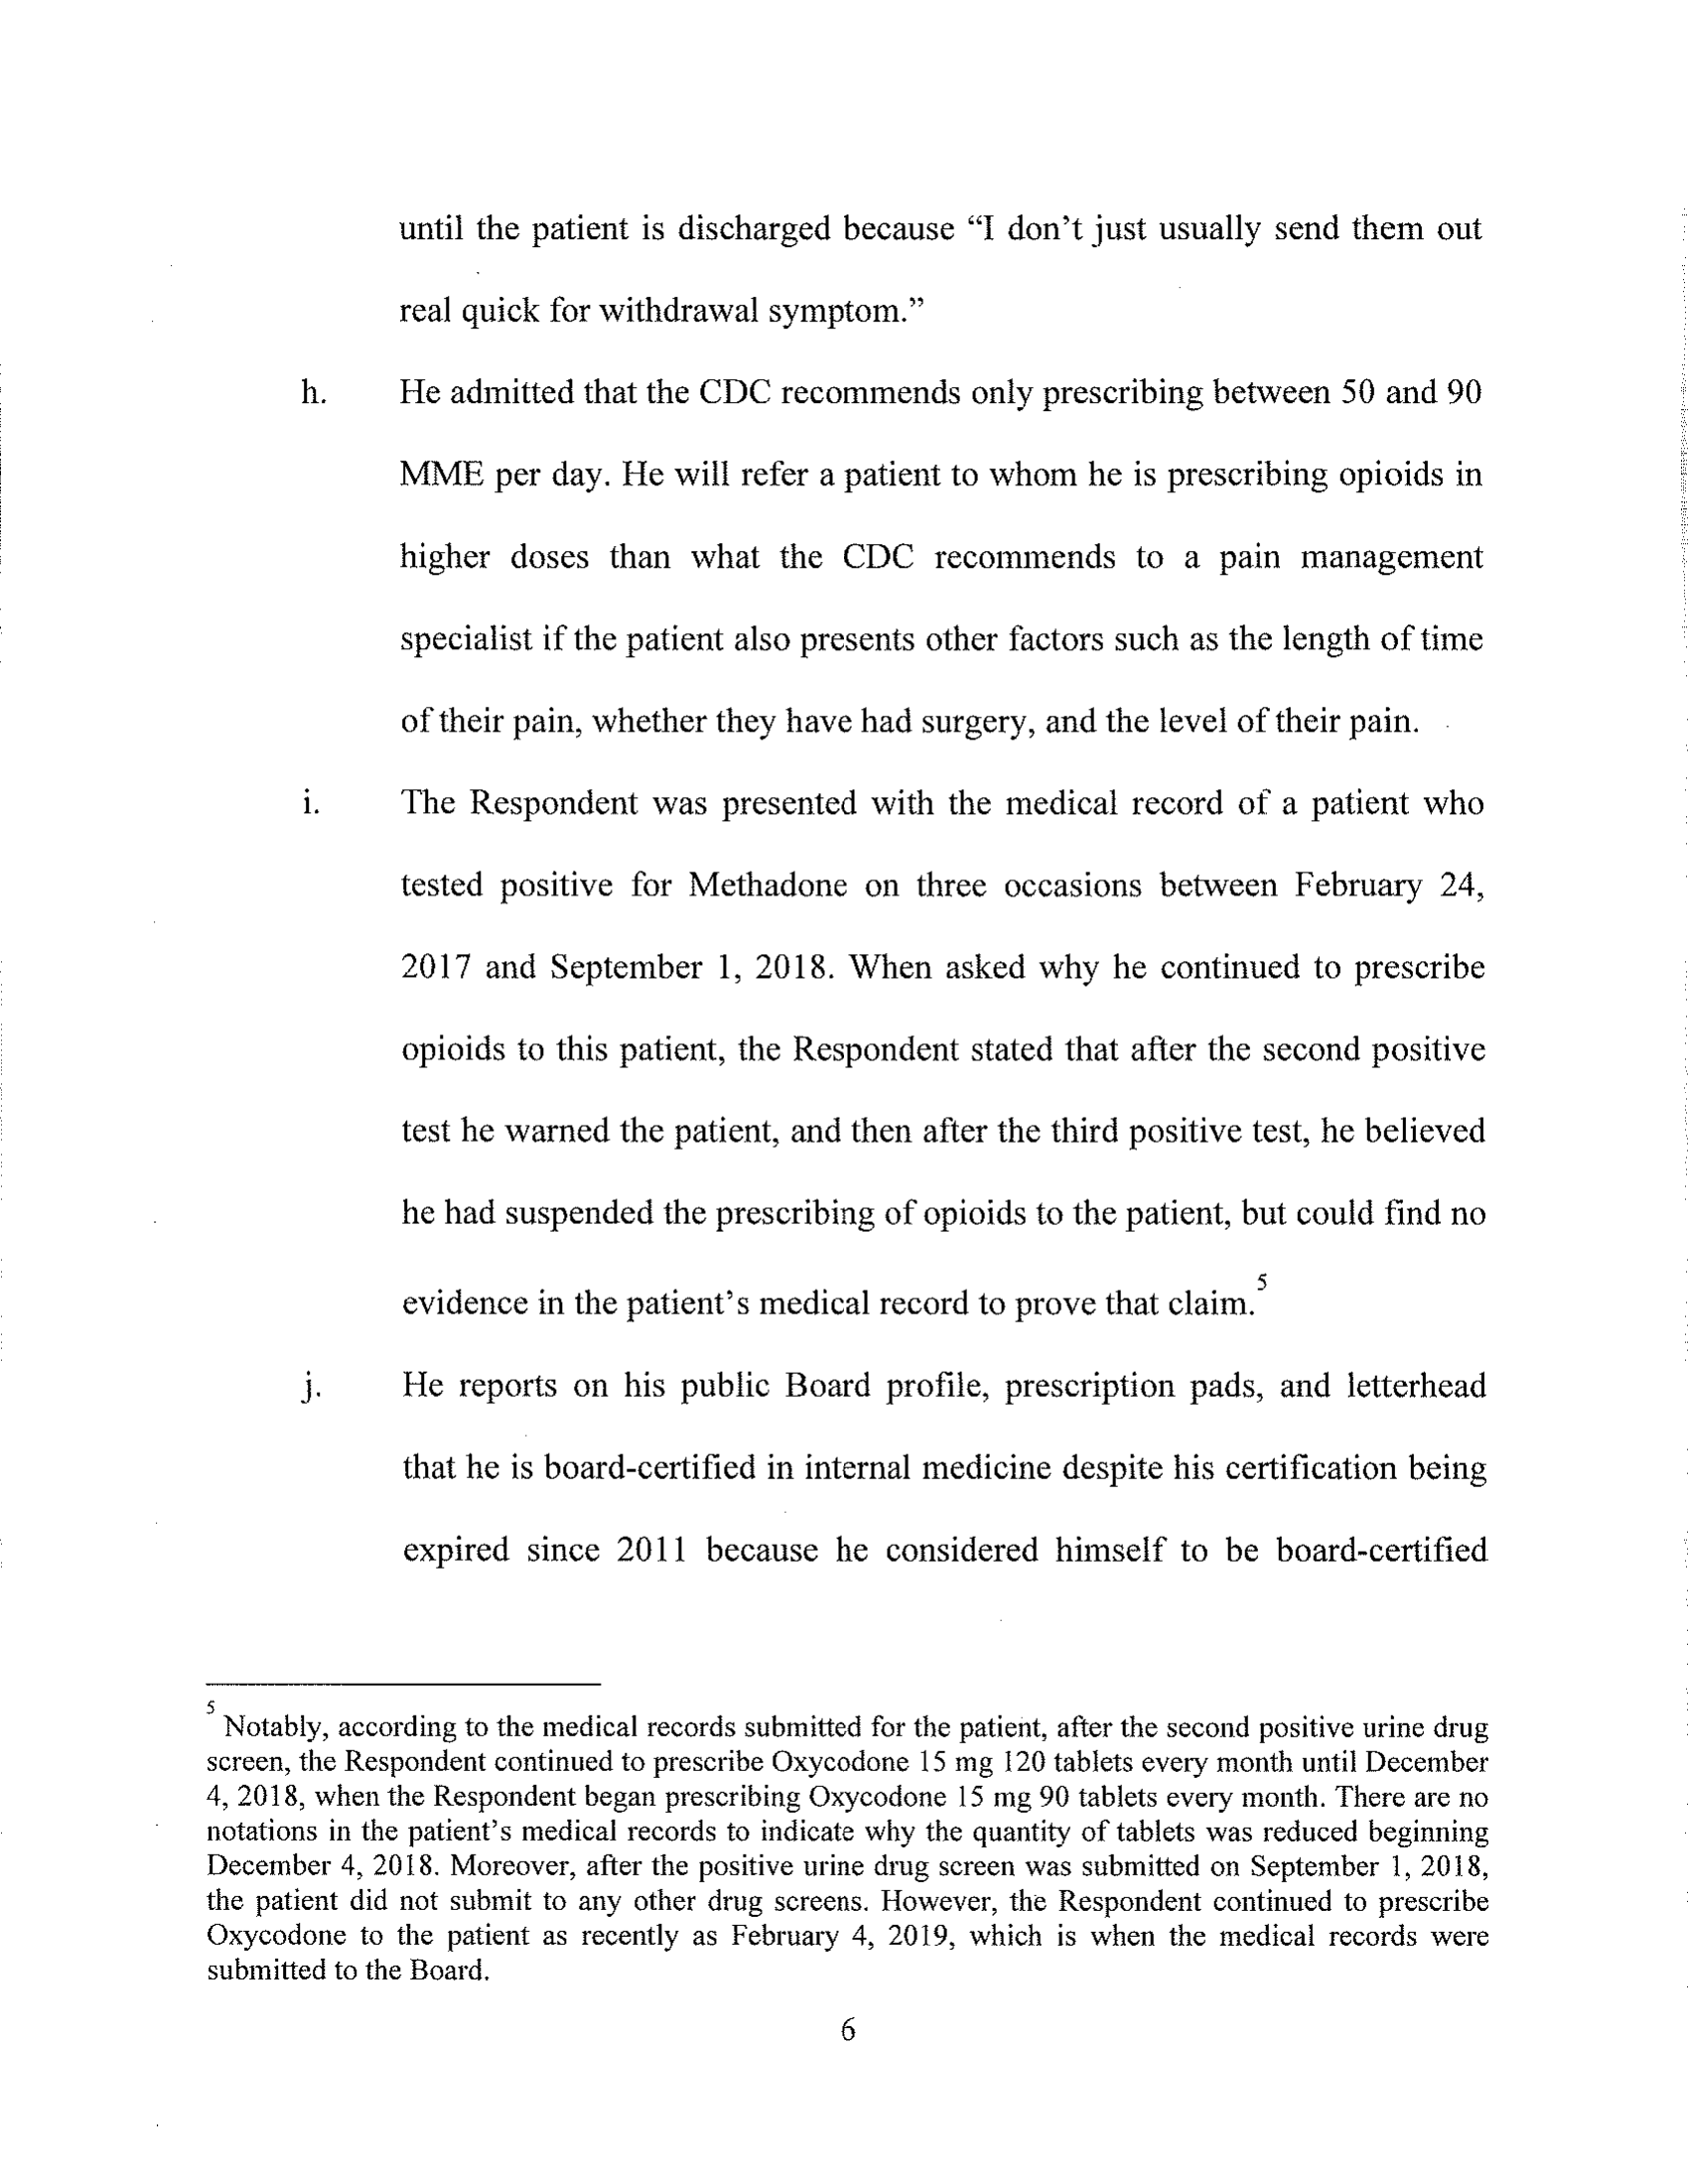 until the patient is discharged because “I don’t just usually send them out
real quick for withdrawal symptom.”
h. He admitted that the CDC recommends only prescribing between 50 and 90
MME per day. He will refer a patient to whom he is prescribing opioids in
higher doses than what the CDC recommends to a pain management
specialist if the patient also presents other factors such as the length of time
of their pain, whether they have had surgery, and the level of their pain.
i. The Respondent was presented with the medical record of a patient who
tested positive for Methadone on three occasions between February 24,
2017 and September 1, 2018. When asked why he continued to prescribe
opioids to this patient, the Respondent stated that after the second positive
test he warned the patient, and then after the third positive test, he believed
he had suspended the prescribing of opioids to the patient, but could find no
evidence in the patient’s medical record to prove that claim.5
j. He reports on his public Board profile, prescription pads, and letterhead
that he is board-certified in internal medicine despite his certification being
expired since 2011 because he considered himself to be board-certified
5 Notably, according to the medical records submitted for the patient, after the second positive urine drug
screen, the Respondent continued to prescribe Oxycodone 15 mg 120 tablets every month until December
4, 2018, when the Respondent began prescribing Oxycodone 15 mg 90 tablets every month. There are no
notations in the patient’s medical records to indicate why the quantity of tablets was reduced beginning
December 4, 2018. Moreover, after the positive urine drug screen was submitted on September 1, 2018,
the patient did not submit to any other drug screens. However, the Respondent continued to prescribe
Oxycodone to the patient as recently as February 4, 2019, which is when the medical records were
submitted to the Board.
6